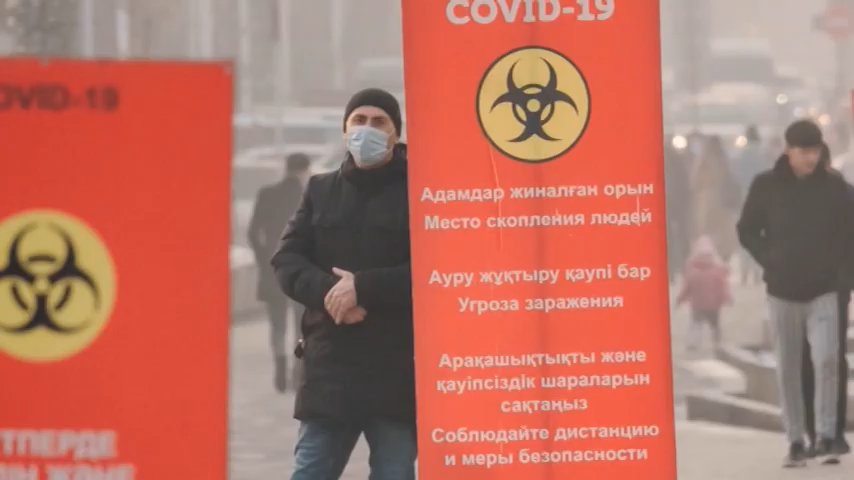 COVID-19
COVID-19
Адамдар жиналған орын
Место скопления людей
Ауру жұқтыру қаупі бар
Угроза заражения
Арақашықтықты және
қауіпсіздік шараларын
сақтаңыз
Соблюдайте дистанцию
и меры безопасности